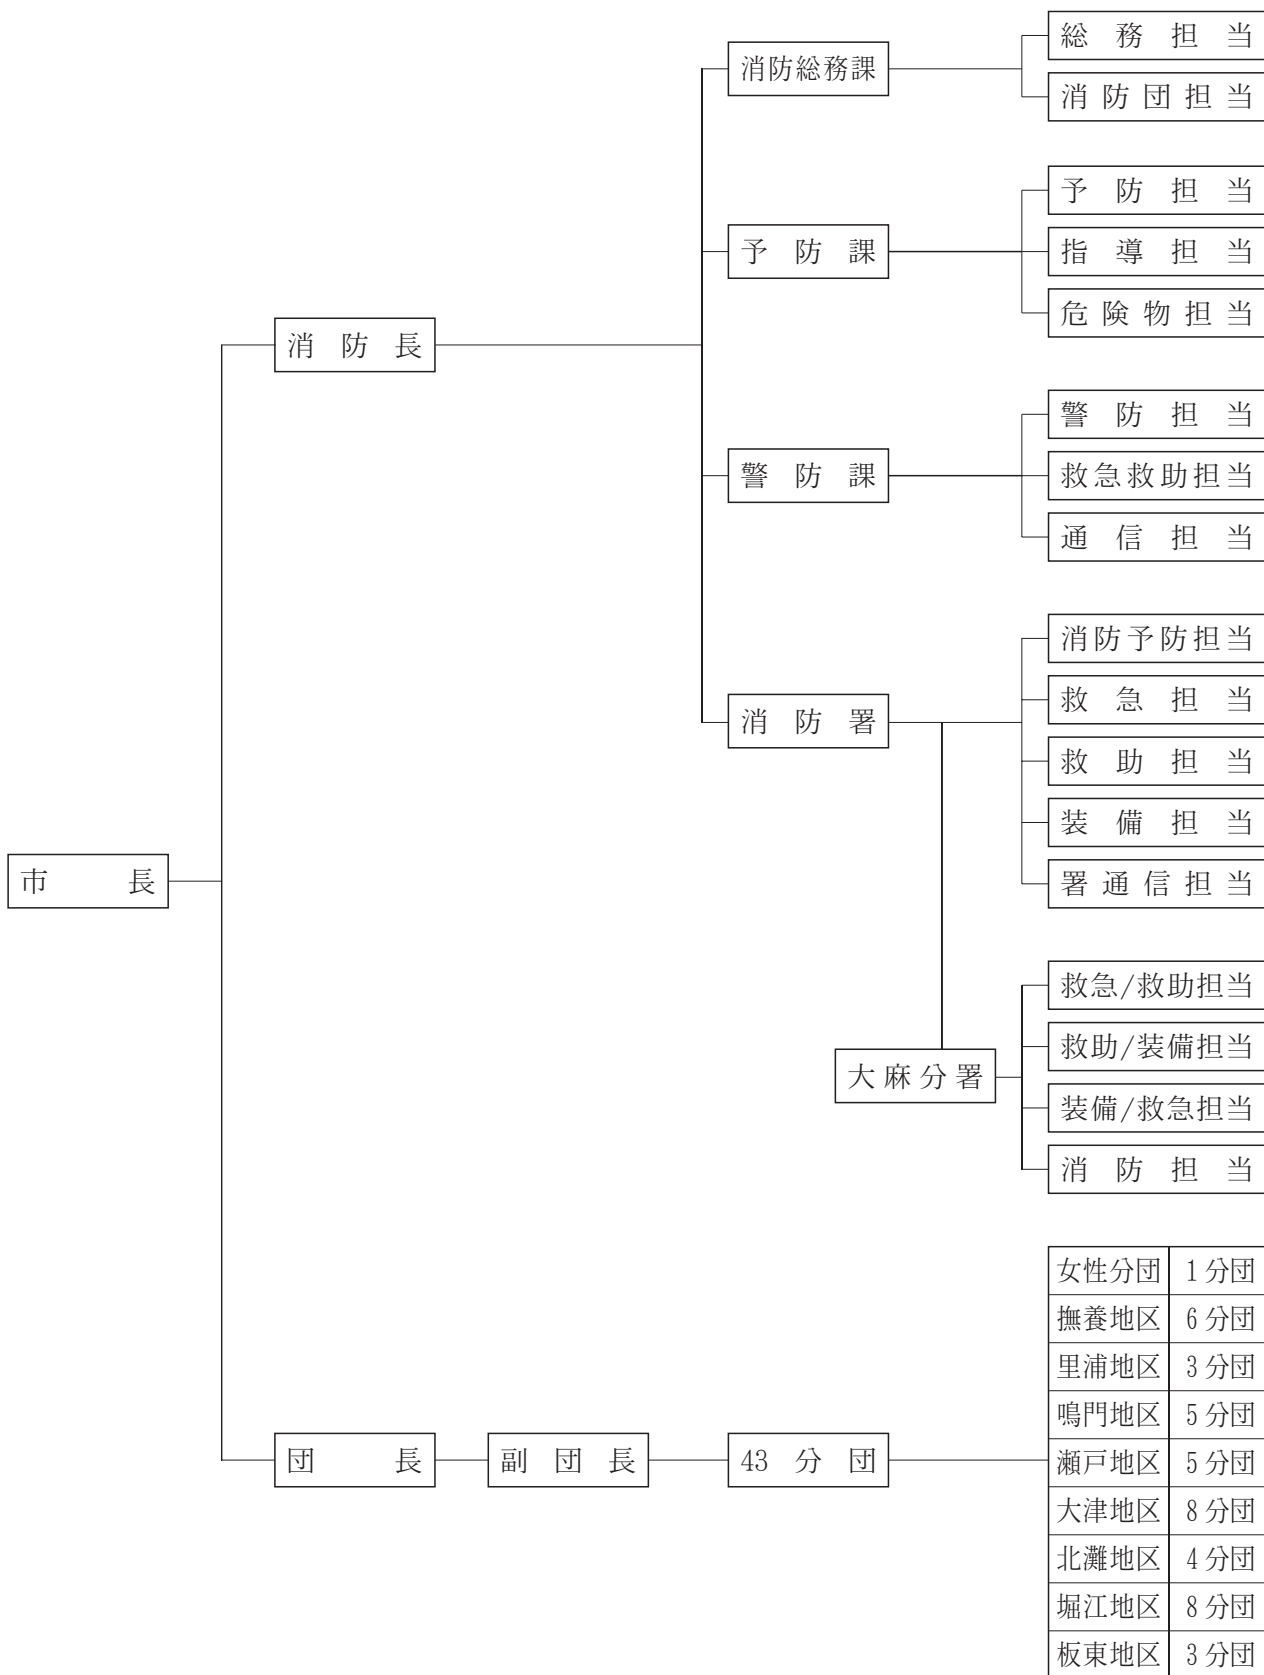 市長
消防長
消防総務課
総務担当
消防団担当
予防課
予防担当
指導担当
危険物担当
警防課
警防担当
救急救助担当
通信担当
消防署
消防予防担当
救急担当
救助担当
装備担当
署通信担当
大麻分署
救急/救助担当
救助/装備担当
装備/救急担当
消防担当
団長
副団長
43分団
女性分団 1分団
撫養地区 6分団
里浦地区 3分団
鳴門地区 5分団
瀬戸地区 5分団
大津地区 8分団
北灘地区 4分団
堀江地区 8分団
板東地区 3分団